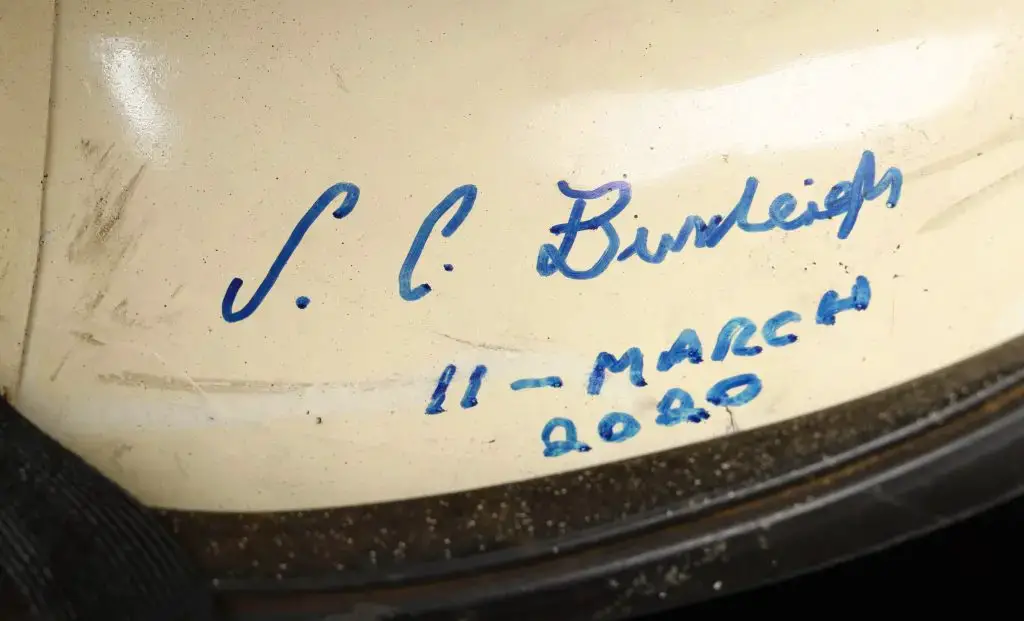 S. C. Burleigh
11 - MARCH
2020